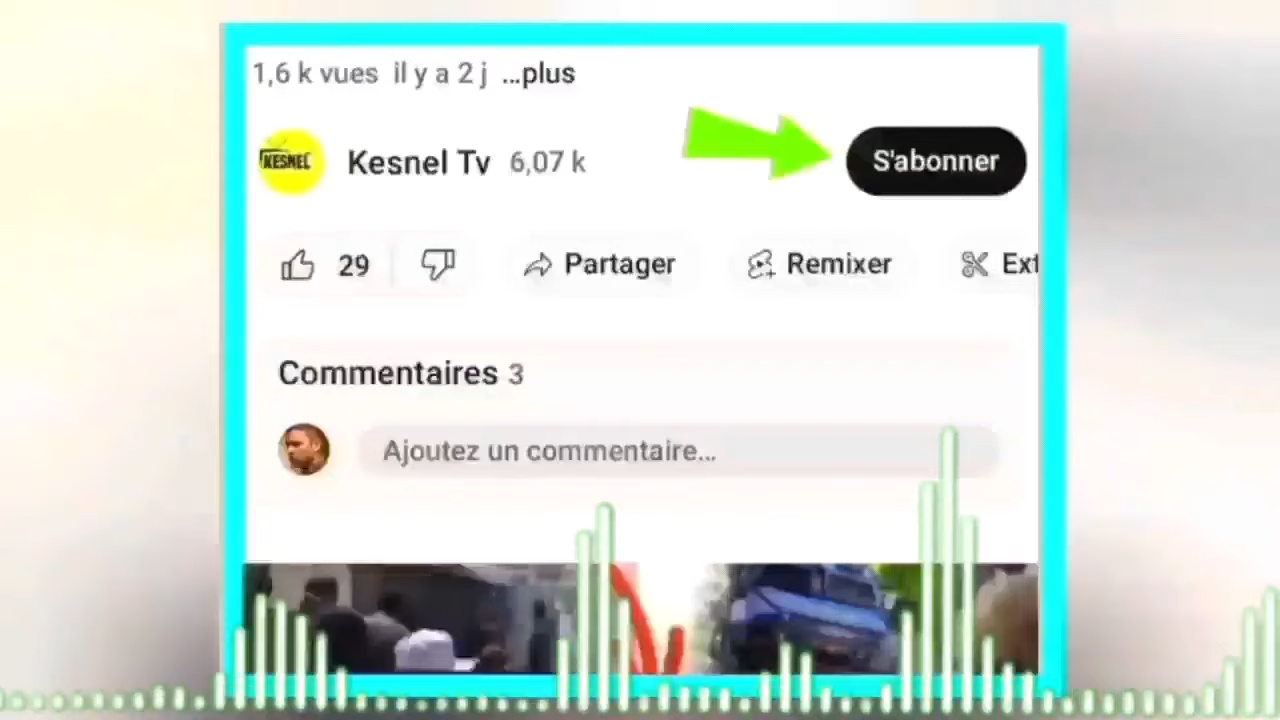 1,6 k vues il y a 2 j ...plus
KESNEL
Kesnel Tv 6,07 k
S'abonner
29
Partager
Remixer
Ext
Commentaires 3
Ajoutez un commentaire...